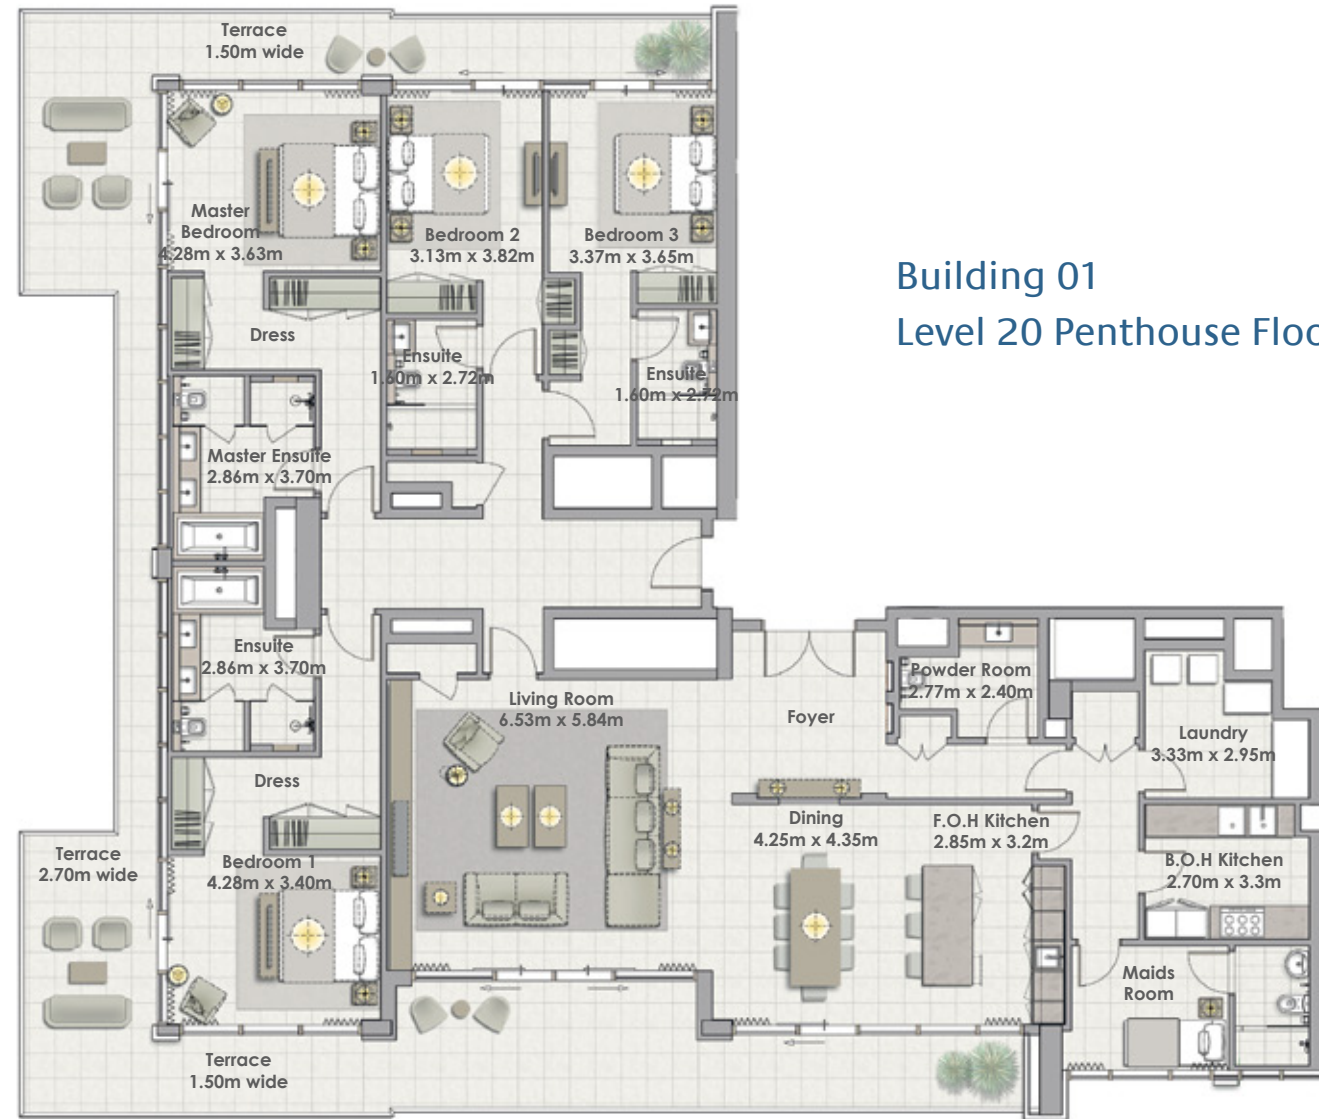 Terrace
1.50m wide
Master
Bedroom
4.28m x 3.63m
Bedroom 2
3.13m x 3.82m
Bedroom 3
3.37m x 3.65m
Building 01
Level 20 Penthouse Floo
Dress
Ensuite
1.60m x 2.72m
Ensuite
1.60m x 2.72m
Master Ensuite
2.86m x 3.70m
Ensuite
2.86m x 3.70m
Living Room
6.53m x 5.84m
Foyer
Powder Room
2.77m x 2.40m
Laundry
3.33m x 2.95m
Dress
Dining
4.25m x 4.35m
F.O.H Kitchen
2.85m x 3.2m
Terrace
2.70m wide
Bedroom 1
4.28m x 3.40m
B.O.H Kitchen
2.70m x 3.3m
Maids
Room
Terrace
1.50m wide